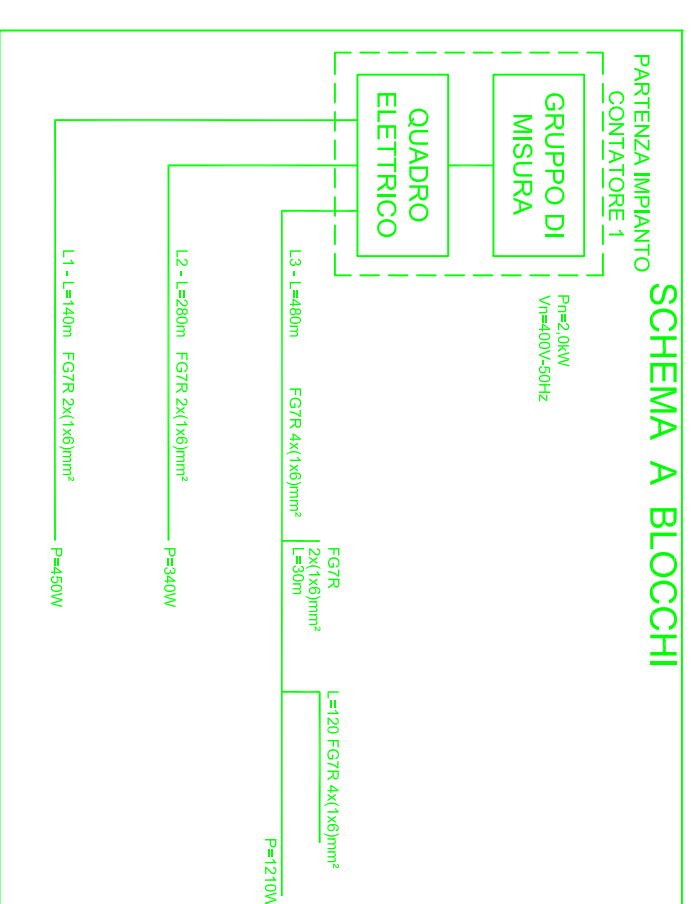 SCHEMA A BLOCCHI
PARTENZA IMPIANTO
CONTATORE 1
GRUPPO DI
MISURA
Pn=2,0kW
Vn=400V-50Hz
QUADRO
ELETTRICO
FG7R
2x(1x6)mm²
L=30m
L=120 FG7R 4x(1x6)mm²
L3 - L=480m FG7R 4x(1x6)mm²
P=1210W
L2 - L=280m FG7R 2x(1x6)mm²
P=340W
L1 - L=140m FG7R 2x(1x6)mm²
P=450W